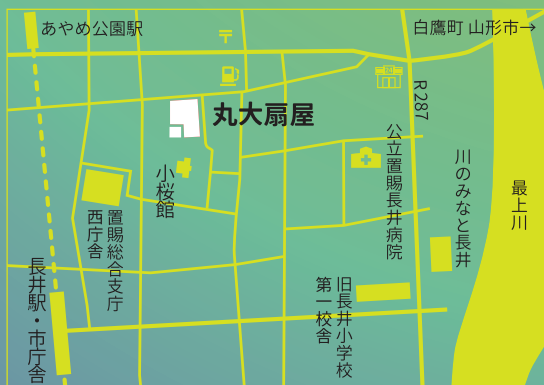 あやめ公園駅
白鷹町 山形市→
〒
R287
丸大扇屋
公立置賜長井病院
川のみなと長井
最上川
小桜館
置賜総合支庁
西庁舎
長井駅・市庁舎
旧長井小学校
第一校舎